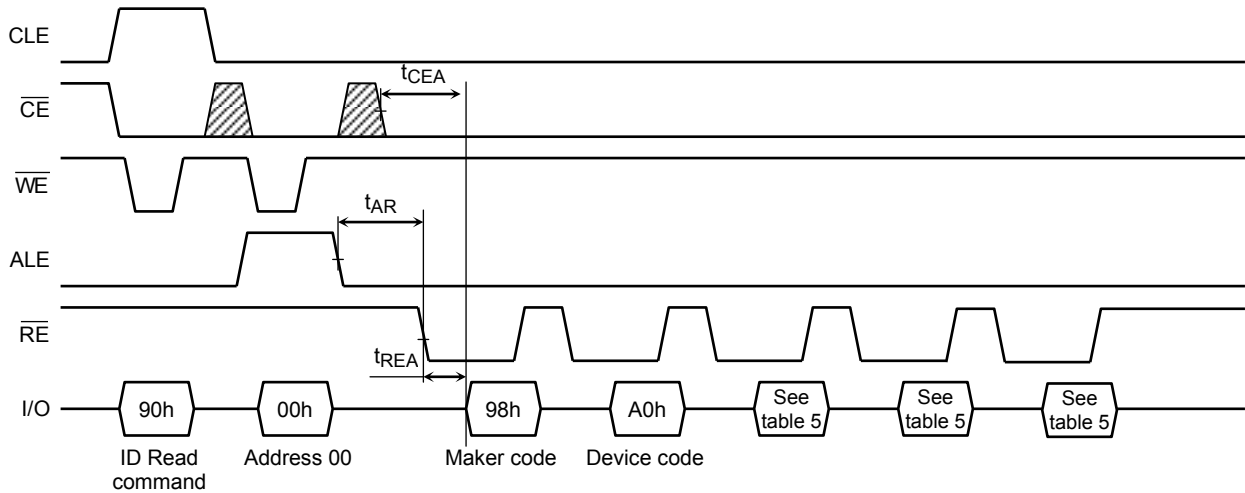 CLE
tCEA
CE
WE
tAR
ALE
RE
tREA
I/O
90h
00h
98h
A0h
See
table 5
See
table 5
See
table 5
ID Read
command
Address 00
Maker code
Device code